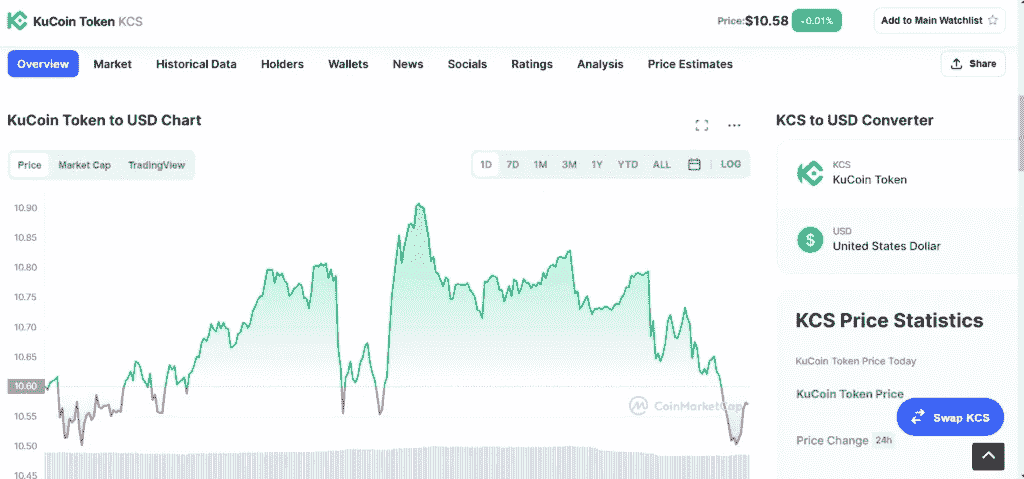 KuCoin Token KCS
Price:$10.58 -0.01%
Add to Main Watchlist
Overview Market Historical Data Holders Wallets News Socials Ratings Analysis Price Estimates
Share
KuCoin Token to USD Chart
Price Market Cap TradingView
1D 7D 1M 3M 1Y YTD ALL LOG
10.90
10.85
10.80
10.75
10.70
10.65
10.60
10.55
10.50
10.45
CoinMarketCap
KCS to USD Converter
KCS
KuCoin Token
USD
United States Dollar
KCS Price Statistics
KuCoin Token Price Today
KuCoin Token Price
Swap KCS
Price Change 24h